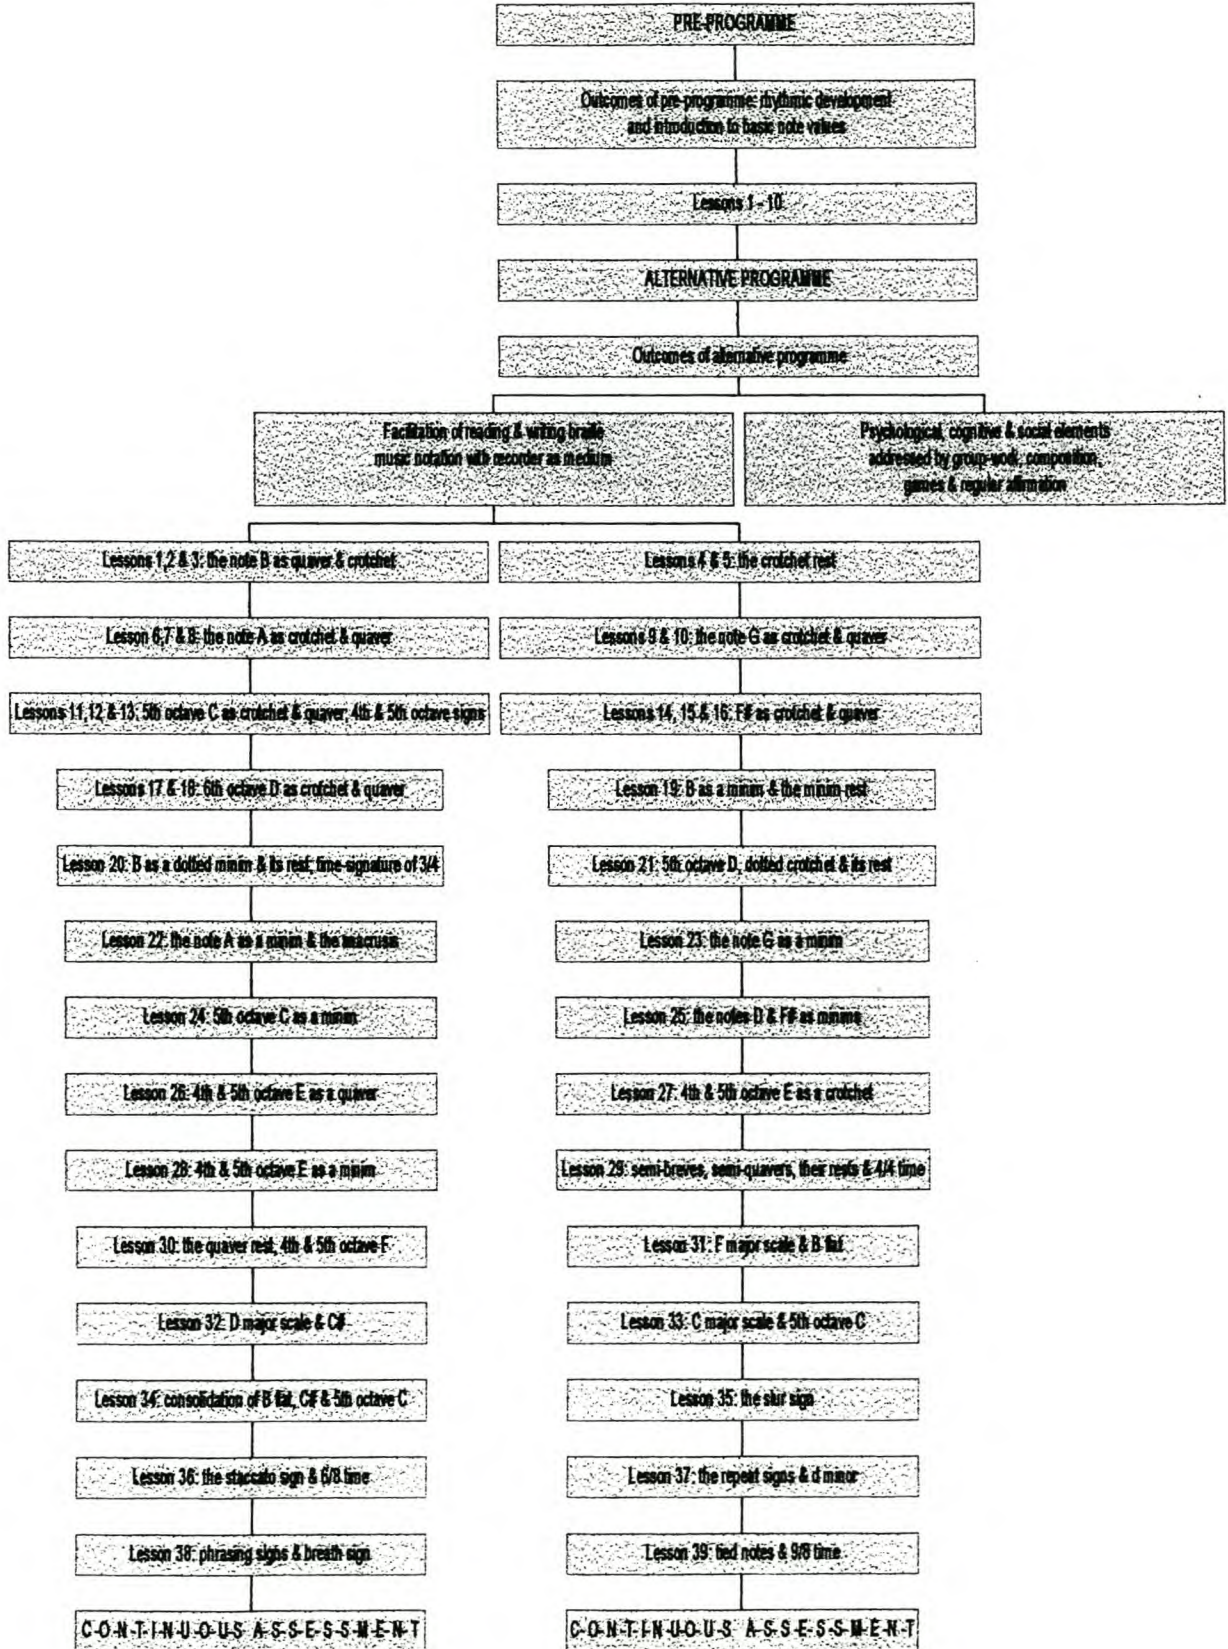 PRE-PROGRAMME
Outcomes of pre-programme: rhythmic development
and introduction to basic note values
Lessons 1 - 10
ALTERNATIVE PROGRAMME
Outcomes of alternative programme
Facilitation of reading & writing braille
music notation with recorder as medium
Psychological, cognitive & social elements
addressed by group-work, composition,
games & regular affirmation
Lessons 1,2 & 3: the note B as quaver & crotchet
Lessons 4 & 5: the crotchet rest
Lesson 6,7 & 8: the note A as crotchet & quaver
Lessons 9 & 10: the note G as crotchet & quaver
Lessons 11,12 & 13: 5th octave C as crotchet & quaver; 4th & 5th octave signs
Lessons 14, 15 & 16: F# as crotchet & quaver
Lessons 17 & 18: 6th octave D as crotchet & quaver
Lesson 19: B as a minim & the minim-rest
Lesson 20: B as a dotted minim & its rest; time-signature of 3/4
Lesson 21: 5th octave D, dotted crotchet & its rest
Lesson 22: the note A as a minim & the anacrusis
Lesson 23: the note G as a minim
Lesson 24: 5th octave C as a minim
Lesson 25: the notes D & F# as minims
Lesson 26: 4th & 5th octave E as a quaver
Lesson 27: 4th & 5th octave E as a crotchet
Lesson 28: 4th & 5th octave E as a minim
Lesson 29: semi-breves, semi-quavers, their rests & 4/4 time
Lesson 30: the quaver rest, 4th & 5th octave F
Lesson 31: F major scale & B flat
Lesson 32: D major scale & C#
Lesson 33: C major scale & 5th octave C
Lesson 34: consolidation of B flat, C# & 5th octave C
Lesson 35: the slur sign
Lesson 36: the staccato sign & 6/8 time
Lesson 37: the repeat signs & d minor
Lesson 38: phrasing signs & breath sign
Lesson 39: tied notes & 9/8 time
C-O-N-T-I-N-U-O-U-S A-S-S-E-S-S-M-E-N-T
C-O-N-T-I-N-U-O-U-S A-S-S-E-S-S-M-E-N-T